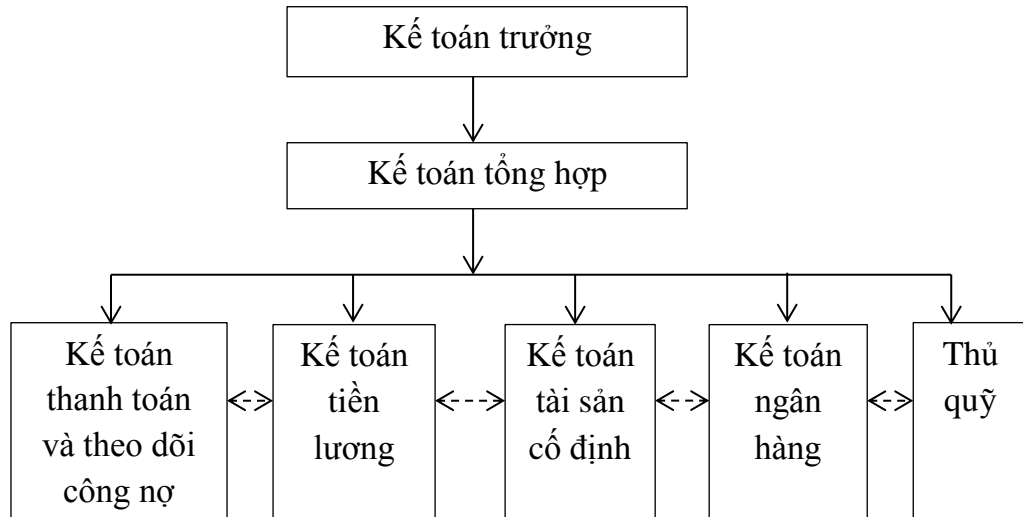 Kế toán trưởng
Kế toán tổng hợp
Kế toán
thanh toán
và theo dõi
công nợ
Kế toán
tiền
lương
Kế toán
tài sản
cố định
Kế toán
ngân
hàng
Thủ
quỹ